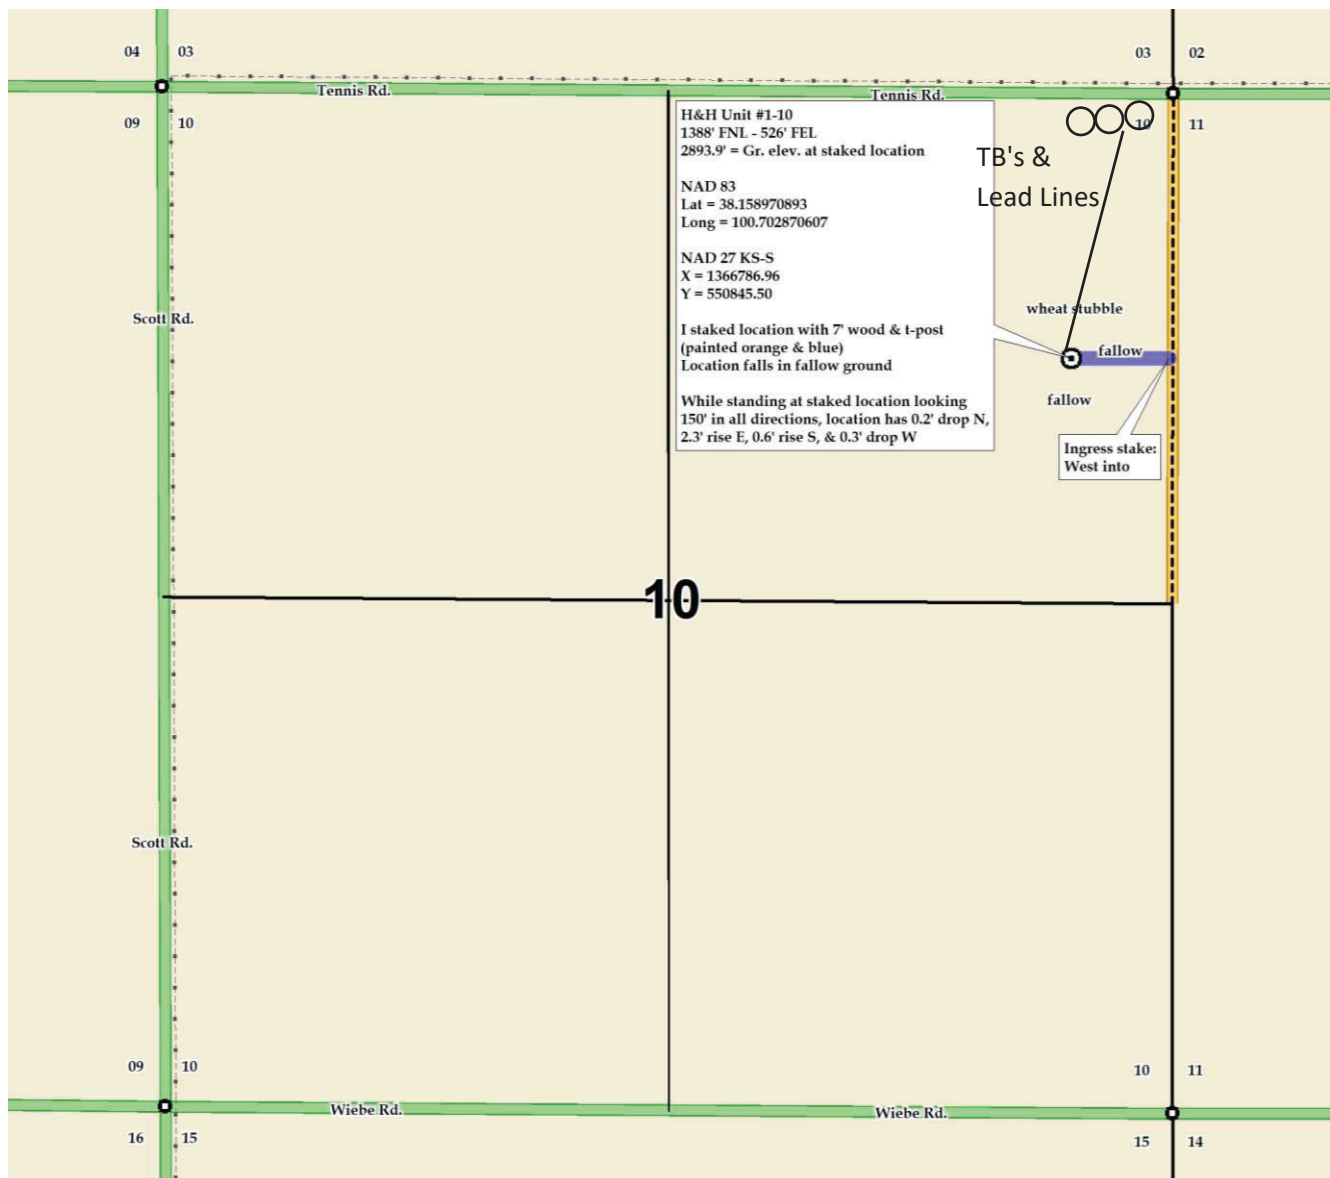 04 03
03 02
Tennis Rd.
Tennis Rd.
09 10
10 11
H&H Unit #1-10
1388' FNL - 526' FEL
2893.9' = Gr. elev. at staked location
NAD 83
Lat = 38.158970893
Long = 100.702870607
NAD 27 KS-S
X = 1366786.96
Y = 550845.50
I staked location with 7' wood & t-post
(painted orange & blue)
Location falls in fallow ground
While standing at staked location looking
150' in all directions, location has 0.2' drop N,
2.3' rise E, 0.6' rise S, & 0.3' drop W
TB's &
Lead Lines
Scott Rd.
wheat stubble
fallow
fallow
Ingress stake:
West into
10
Scott Rd.
09 10
10 11
Wiebe Rd.
Wiebe Rd.
16 15
15 14